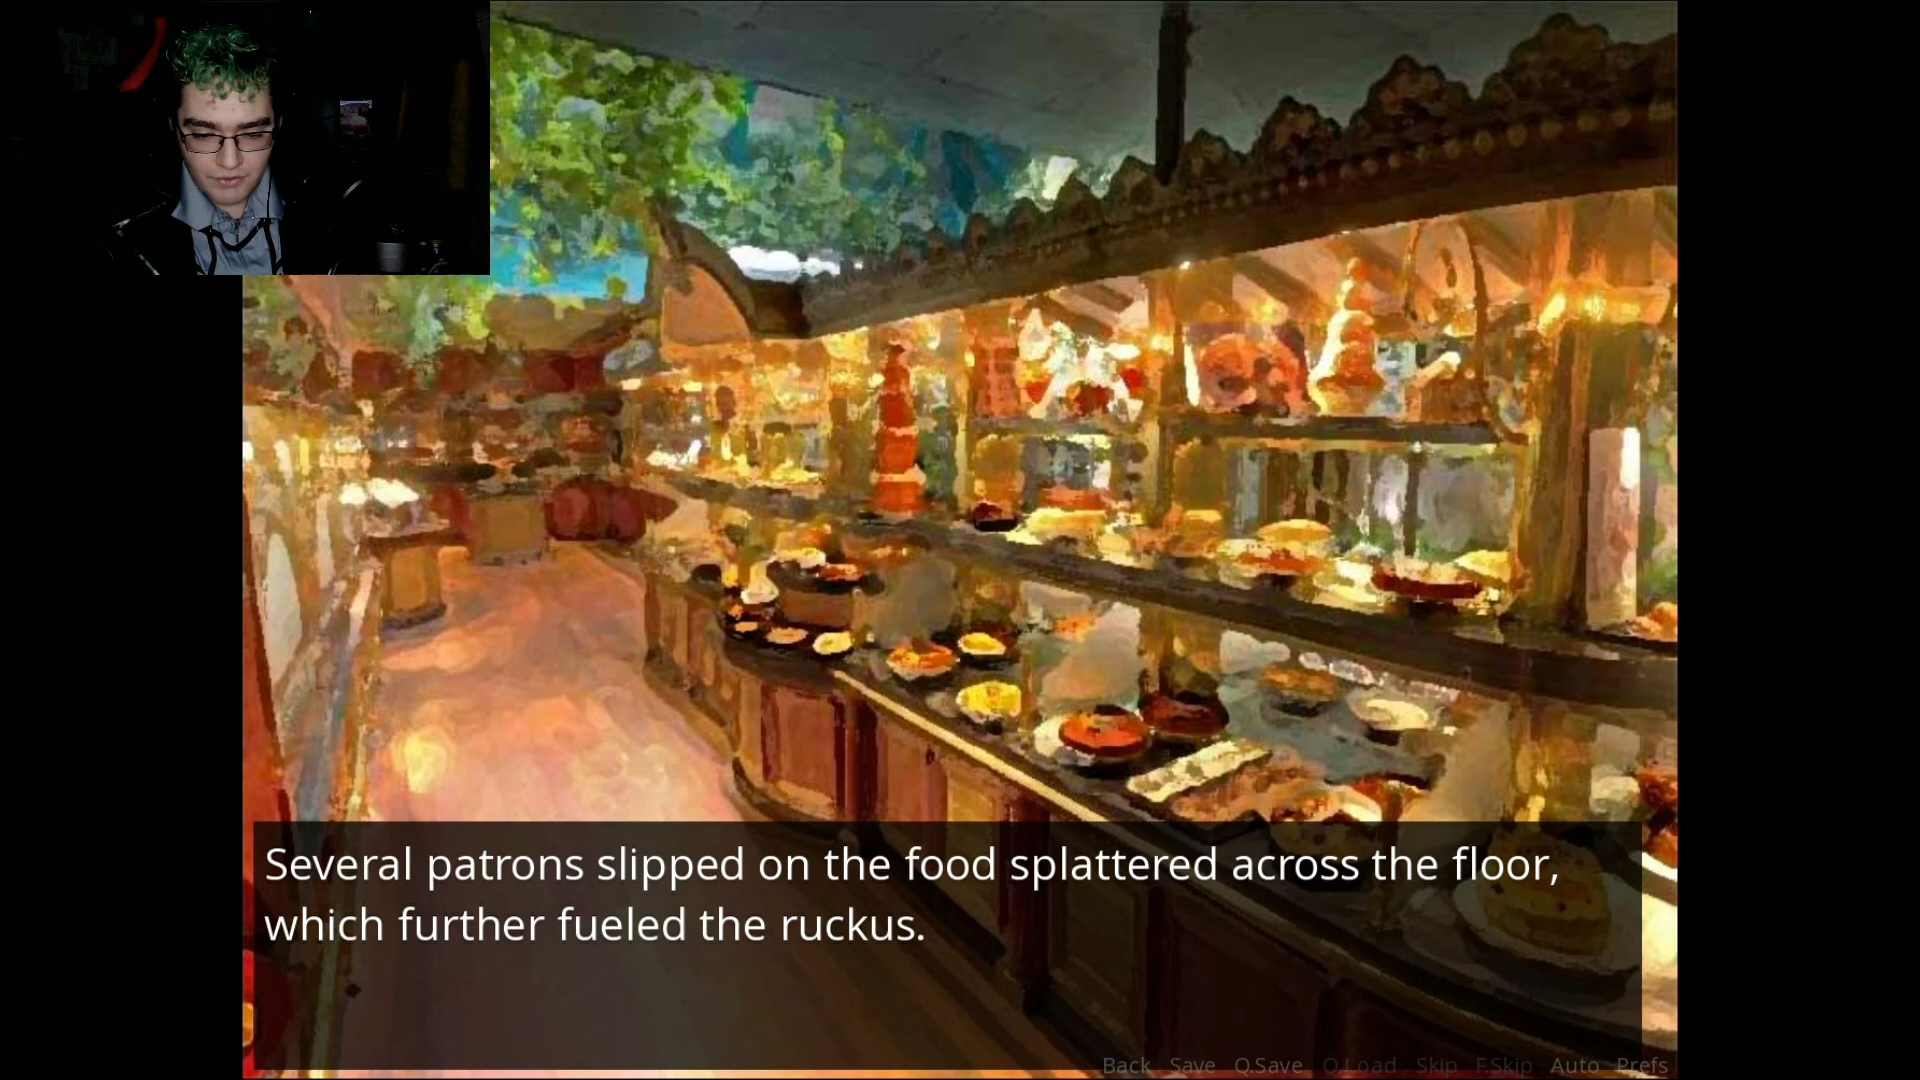 Several patrons slipped on the food splattered across the floor,
which further fueled the ruckus.
Back Save Q.Save Q.Load Skip F.Skip Auto Prefs